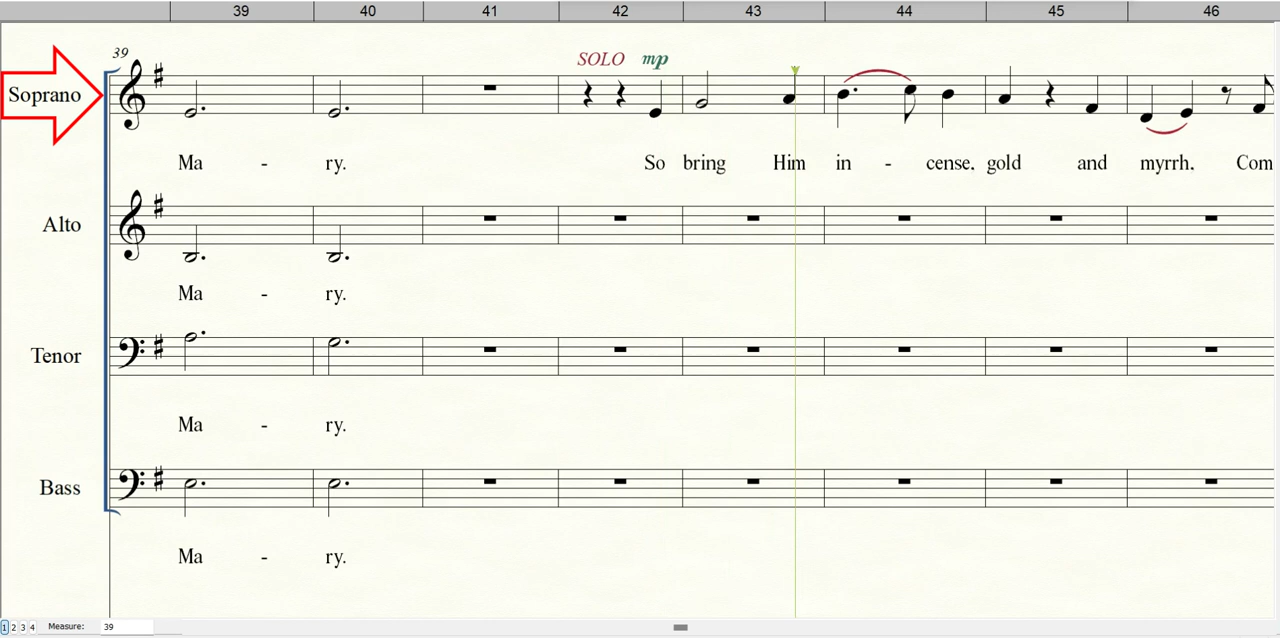 39 40 41 42 43 44 45 46
39
SOLO mp
Soprano
Ma - ry. So bring Him in - cense, gold and myrrh, Com
Alto
Ma - ry.
Tenor
Ma - ry.
Bass
Ma - ry.
1 2 3 4 Measure: 39